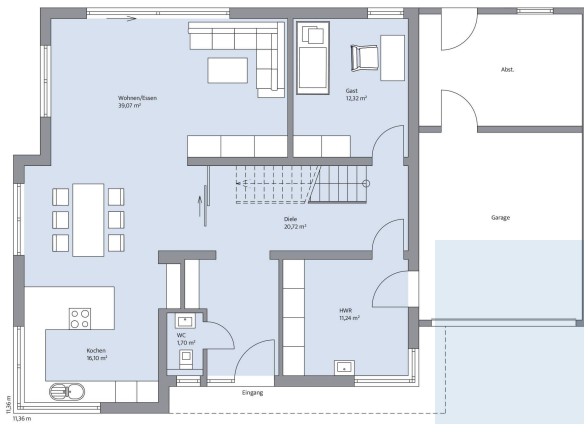 Wohnen/Essen
39,07 m²
Gast
12,32 m²
Abst.
Diele
20,72 m²
Garage
HWR
11,24 m²
WC
1,70 m²
Kochen
16,10 m²
Eingang
11,36 m
11,36 m